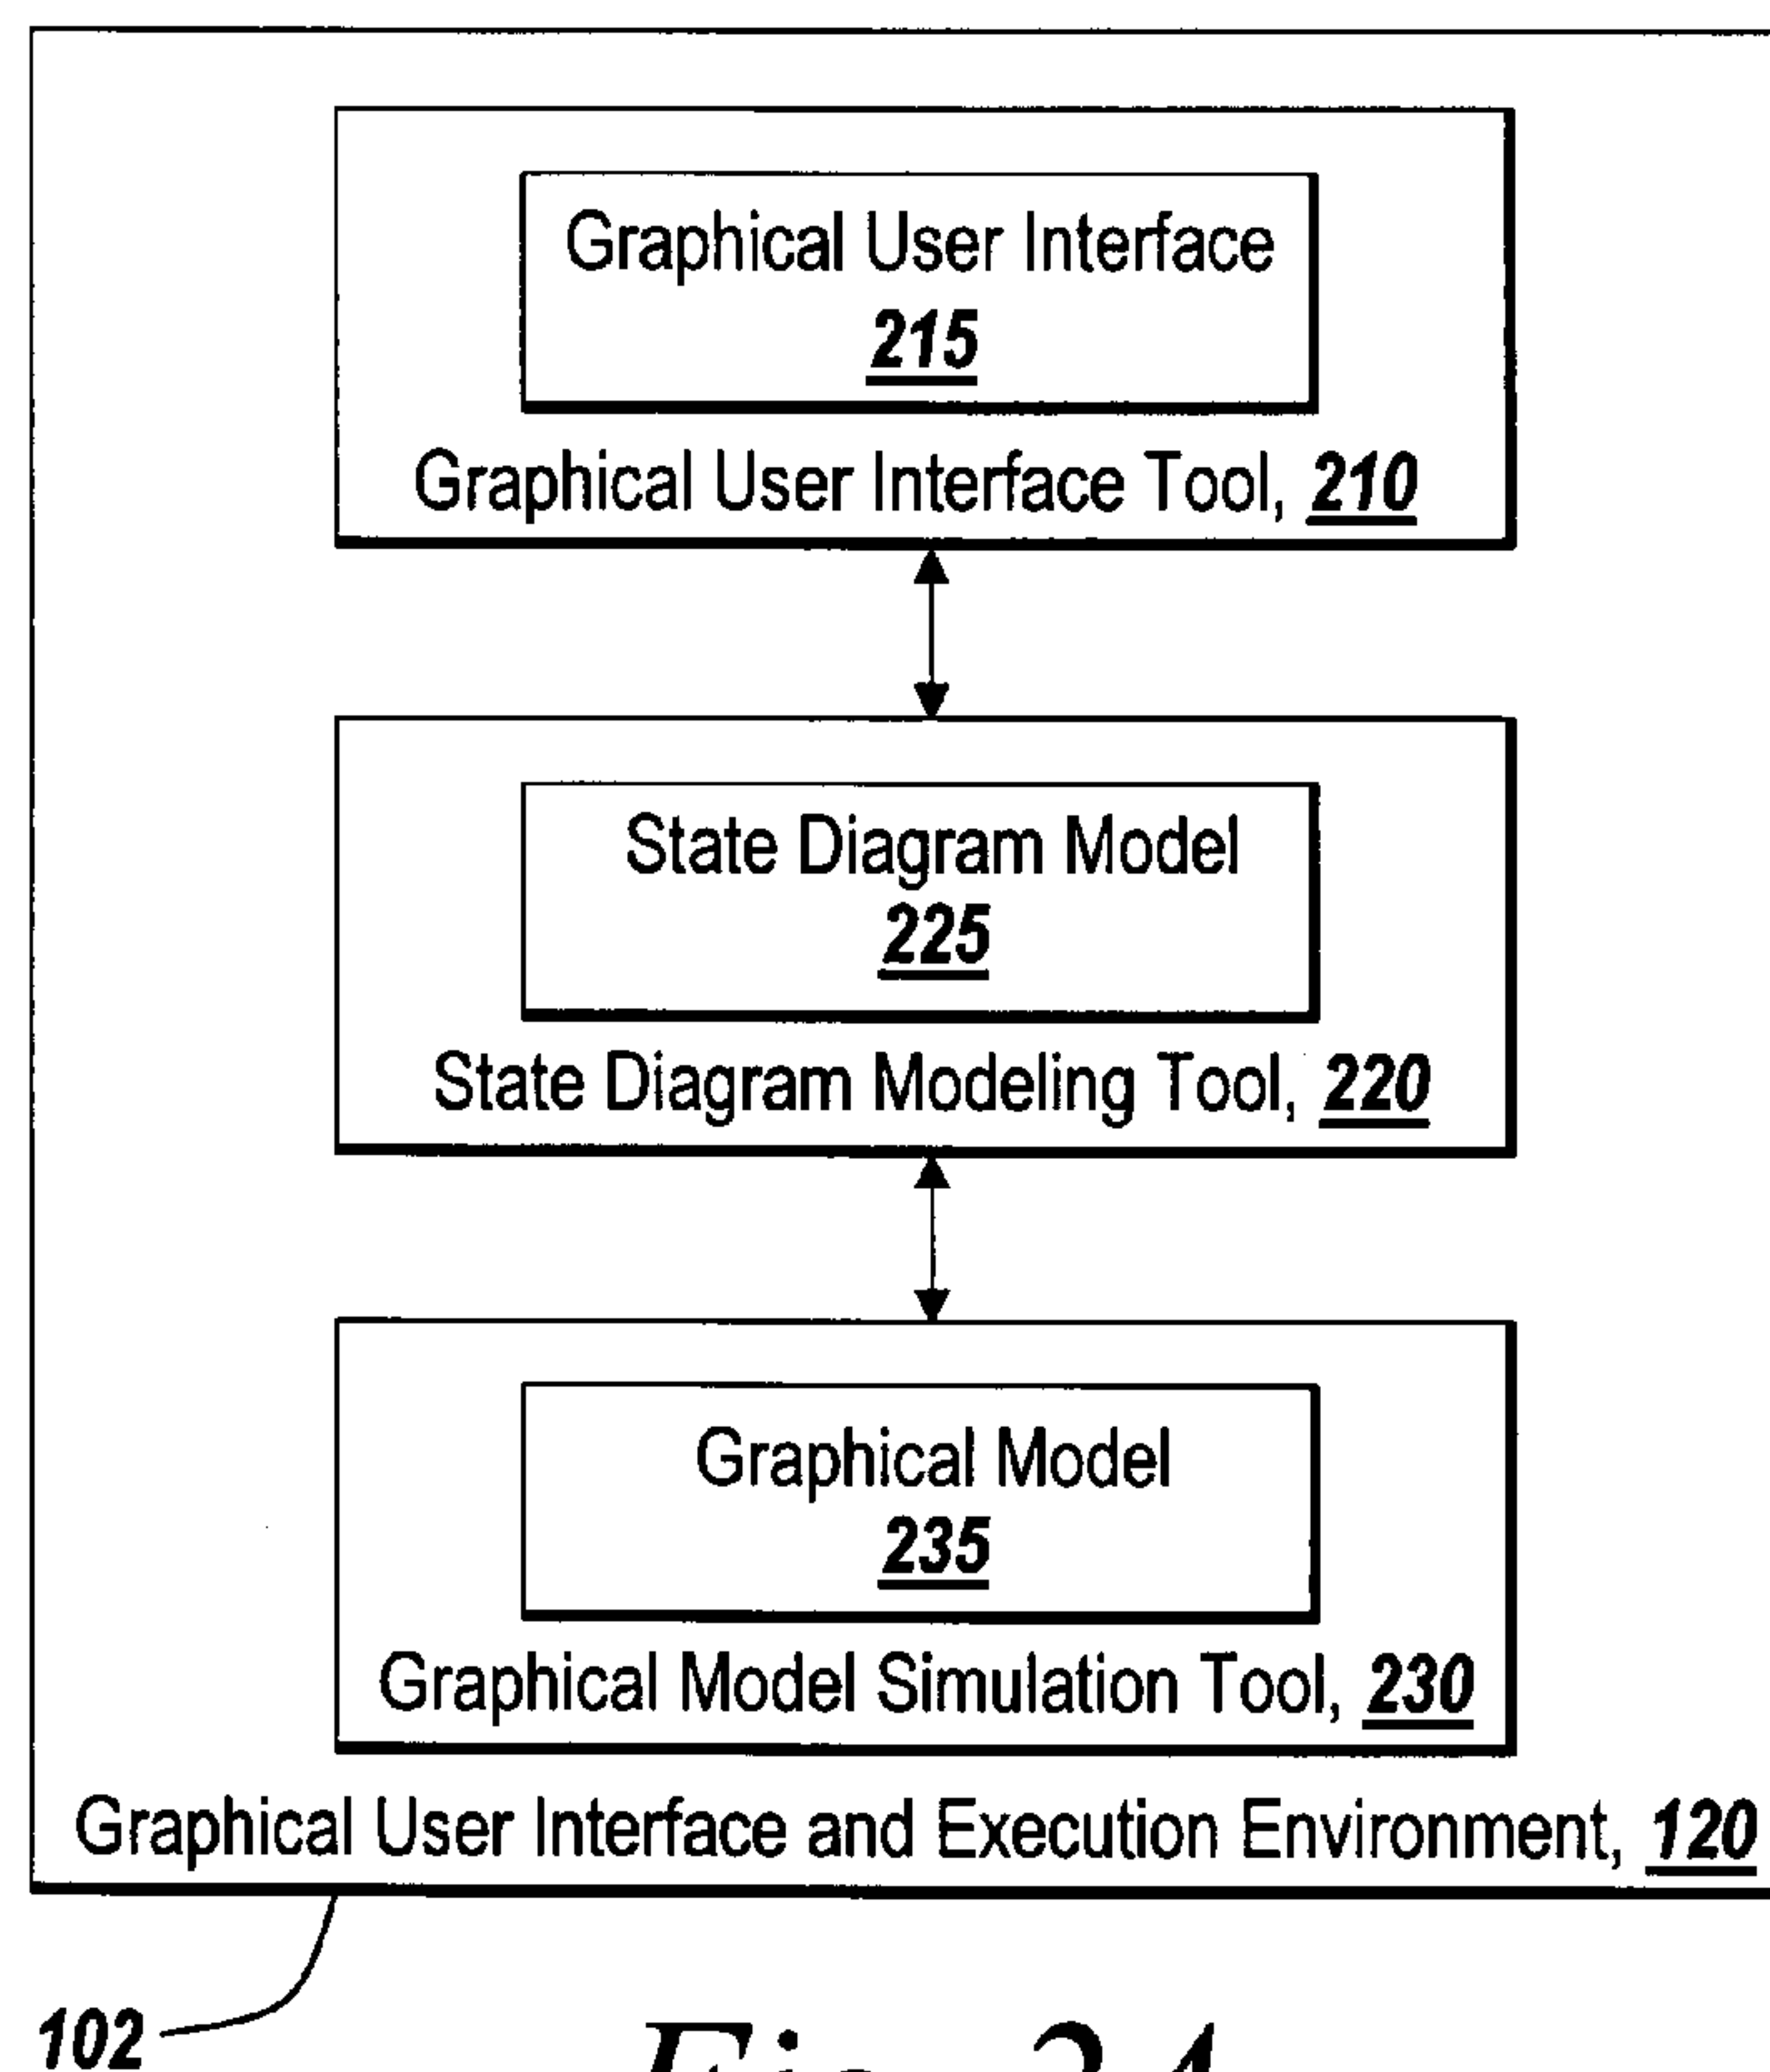 Graphical User Interface
215
Graphical User Interface Tool, 210
State Diagram Model
225
State Diagram Modeling Tool, 220
Graphical Model
235
Graphical Model Simulation Tool, 230
Graphical User Interface and Execution Environment, 120
102